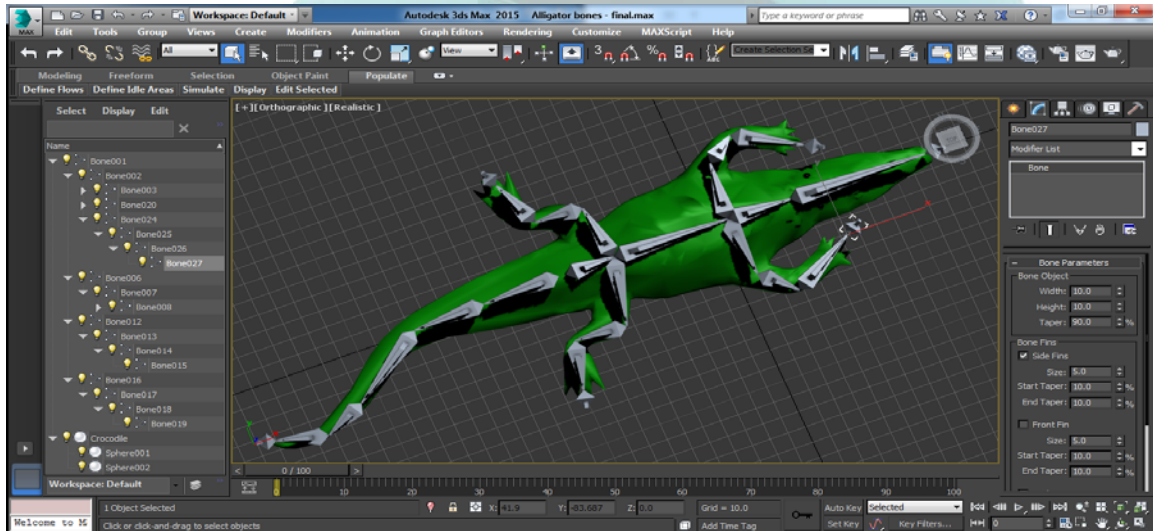 Workspace: Default
Autodesk 3ds Max 2015 Alligator bones - final.max
Type a keyword or phrase
MAX
Edit Tools Group Views Create Modifiers Animation Graph Editors Rendering Customize MAXScript Help
All
View
Create Selection Se
Modeling Freeform Selection Object Paint Populate
Define Flows Define Idle Areas Simulate Display Edit Selected
Select Display Edit
[+][Orthographic][Realistic]
Name
Bone001
Bone002
Bone003
Bone020
Bone024
Bone025
Bone026
Bone027
Bone006
Bone007
Bone008
Bone012
Bone013
Bone014
Bone015
Bone016
Bone017
Bone018
Bone019
Crocodile
Sphere001
Sphere002
Workspace: Default
Bone027
Modifier List
Bone
Bone Parameters
Bone Object
Width: 10.0
Height: 10.0
Taper: 90.0 %
Bone Fins
Side Fins
Size: 5.0
Start Taper: 10.0 %
End Taper: 10.0 %
Front Fin
Size: 5.0
Start Taper: 10.0 %
End Taper: 10.0 %
0 / 100
0 10 20 30 40 50 60 70 80 90 100
1 Object Selected
X: 41.9 Y: -83.687 Z: 0.0 Grid = 10.0
Auto Key Selected
Welcome to M
Click or click-and-drag to select objects
Add Time Tag
Set Key Key Filters... 0